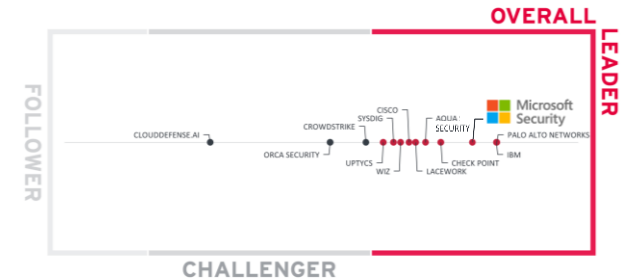 OVERALL
LEADER
FOLLOWER
CISCO
SYSDIG
AQUA
SECURITY
Microsoft
Security
CROWDSTRIKE
CLOUDDEFENSE.AI
PALO ALTO NETWORKS
ORCA SECURITY
UPTYCS
WIZ
LACEWORK
CHECK POINT
IBM
CHALLENGER